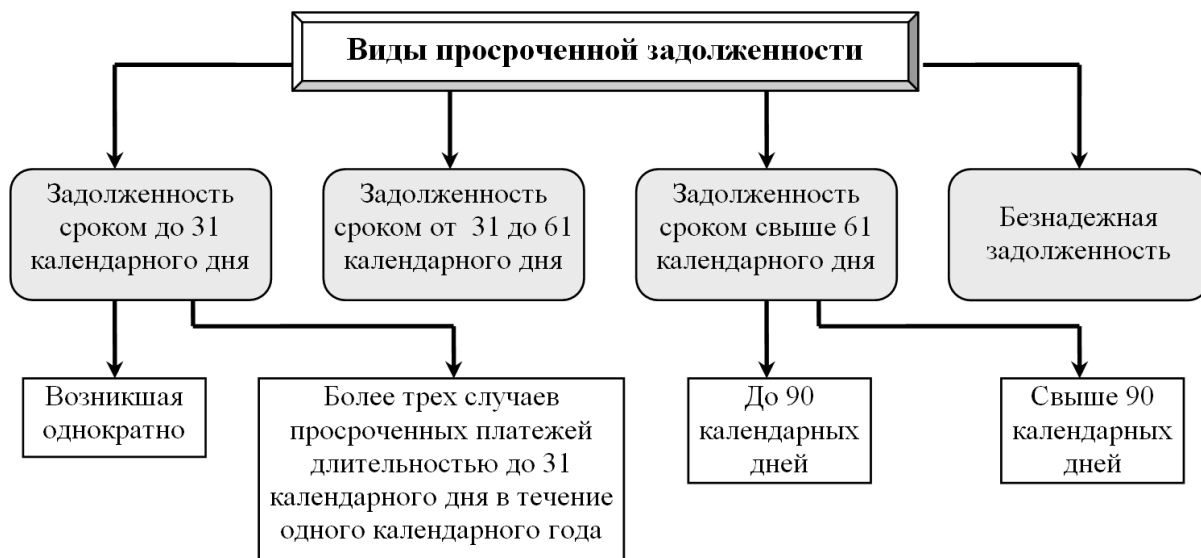 Виды просроченной задолженности
Задолженность
сроком до 31
календарного дня
Задолженность
сроком от 31 до 61
календарного дня
Задолженность
сроком свыше 61
календарного дня
Безнадежная
задолженность
Возникшая
однократно
Более трех случаев
просроченных платежей
длительностью до 31
календарного дня в течение
одного календарного года
До 90
календарных
дней
Свыше 90
календарных
дней